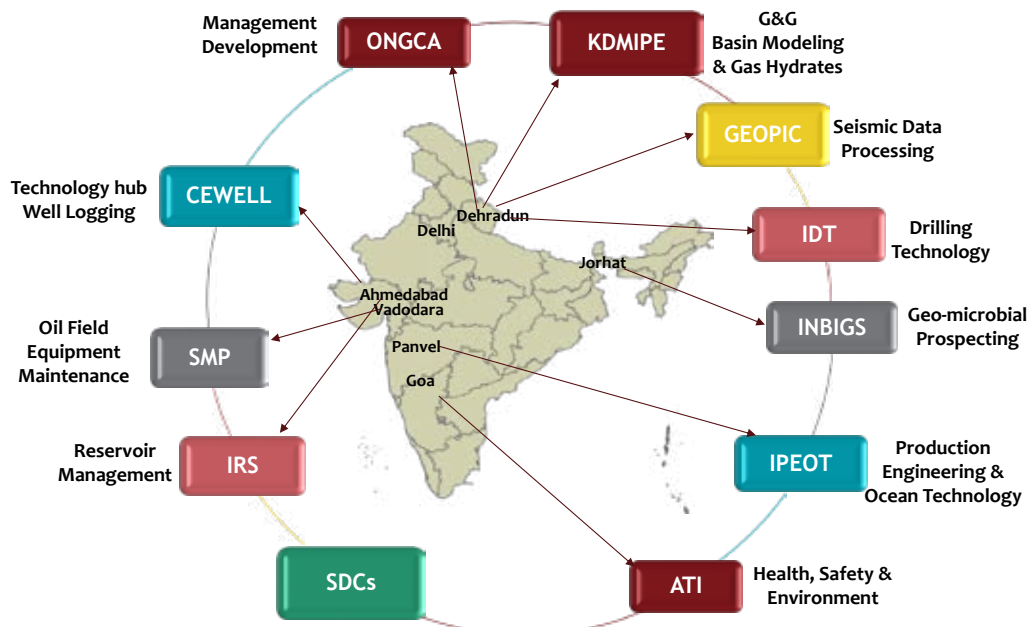 Management
Development
ONGCA
KDMIPE
G&G
Basin Modeling
& Gas Hydrates
GEOPIC
Seismic Data
Processing
Technology hub
Well Logging
CEWELL
Dehradun
Delhi
IDT
Drilling
Technology
Jorhat
Ahmedabad
Vadodara
INBIGS
Geo-microbial
Prospecting
Oil Field
Equipment
Maintenance
SMP
Panvel
Goa
Reservoir
Management
IRS
IPEOT
Production
Engineering &
Ocean Technology
SDCs
ATI
Health, Safety &
Environment